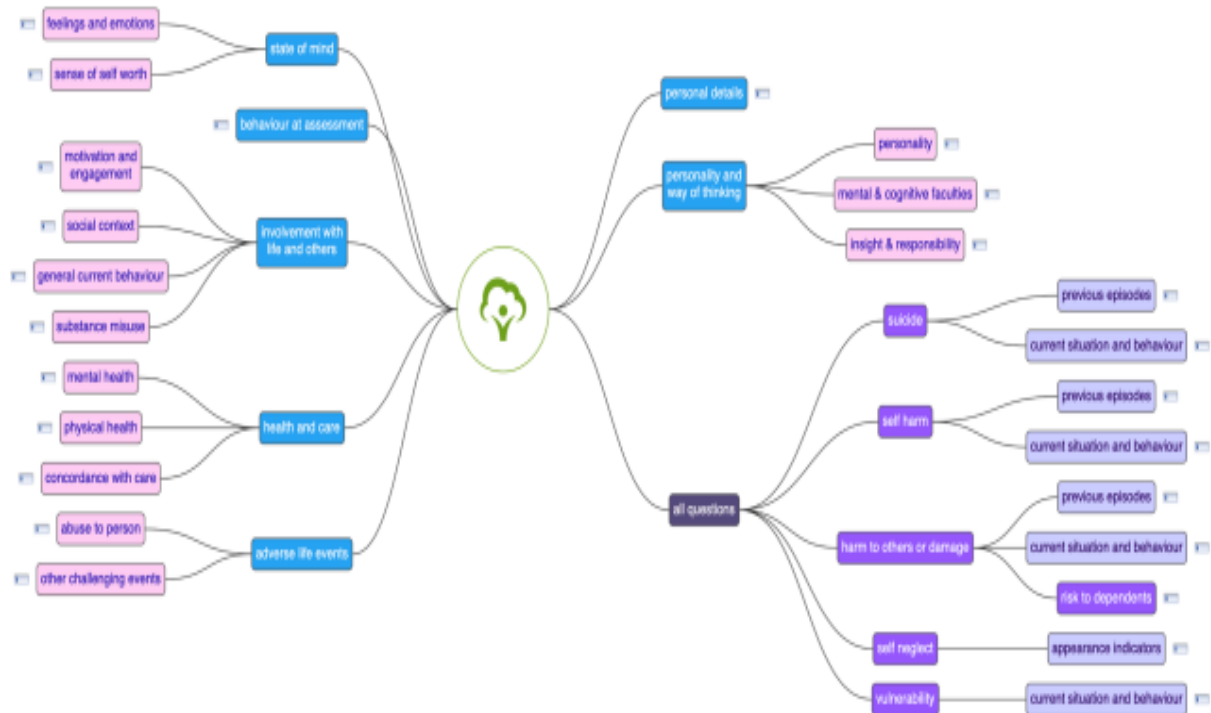 feelings and emotions
sense of self worth
state of mind
behaviour at assessment
motivation and
engagement
social context
general current behaviour
substance misuse
involvement with
life and others
mental health
physical health
concordance with care
health and care
abuse to person
other challenging events
adverse life events
personal details
personality and
way of thinking
personality
mental & cognitive faculties
insight & responsibility
all questions
suicide
previous episodes
current situation and behaviour
self harm
previous episodes
current situation and behaviour
harm to others or damage
previous episodes
current situation and behaviour
risk to dependents
self neglect
appearance indicators
vulnerability
current situation and behaviour